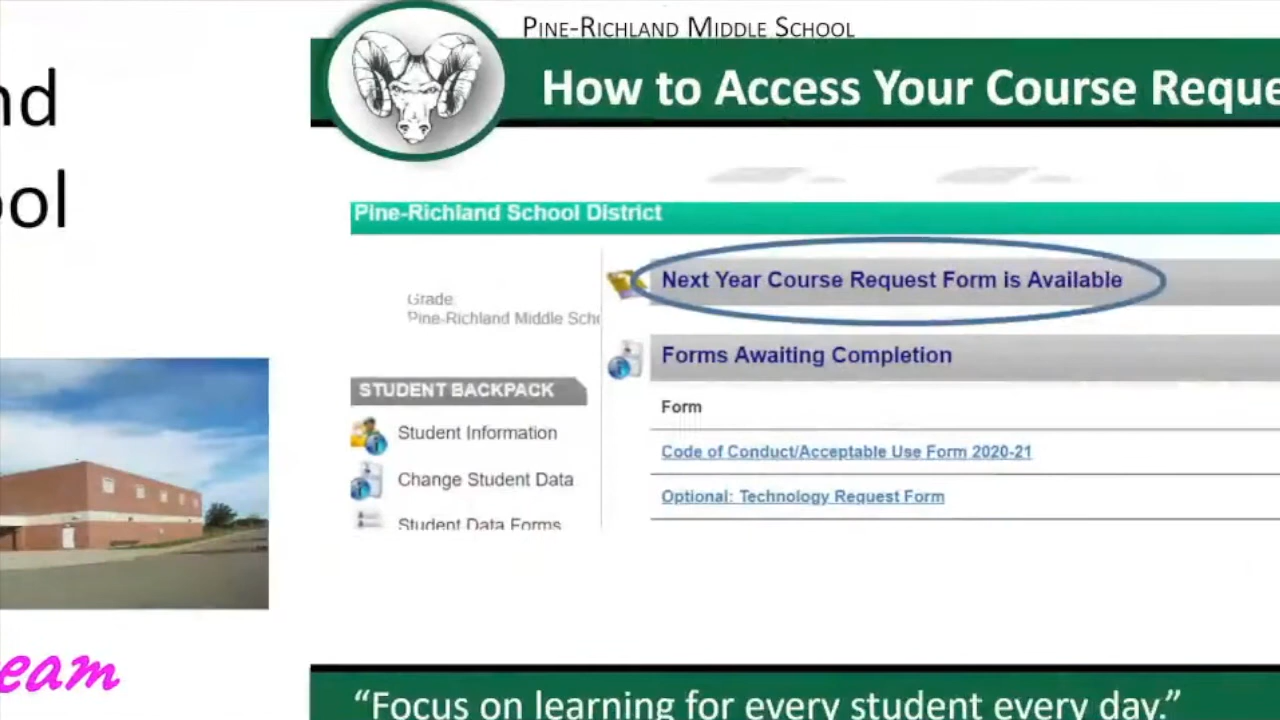 nd
ool
eam
PINE-RICHLAND MIDDLE SCHOOL
How to Access Your Course Reque
Pine-Richland School District
Grade
Pine-Richland Middle Scho
STUDENT BACKPACK
Student Information
Change Student Data
Student Data Forms
Next Year Course Request Form is Available
Forms Awaiting Completion
Form
Code of Conduct/Acceptable Use Form 2020-21
Optional: Technology Request Form
“Focus on learning for every student every day.”